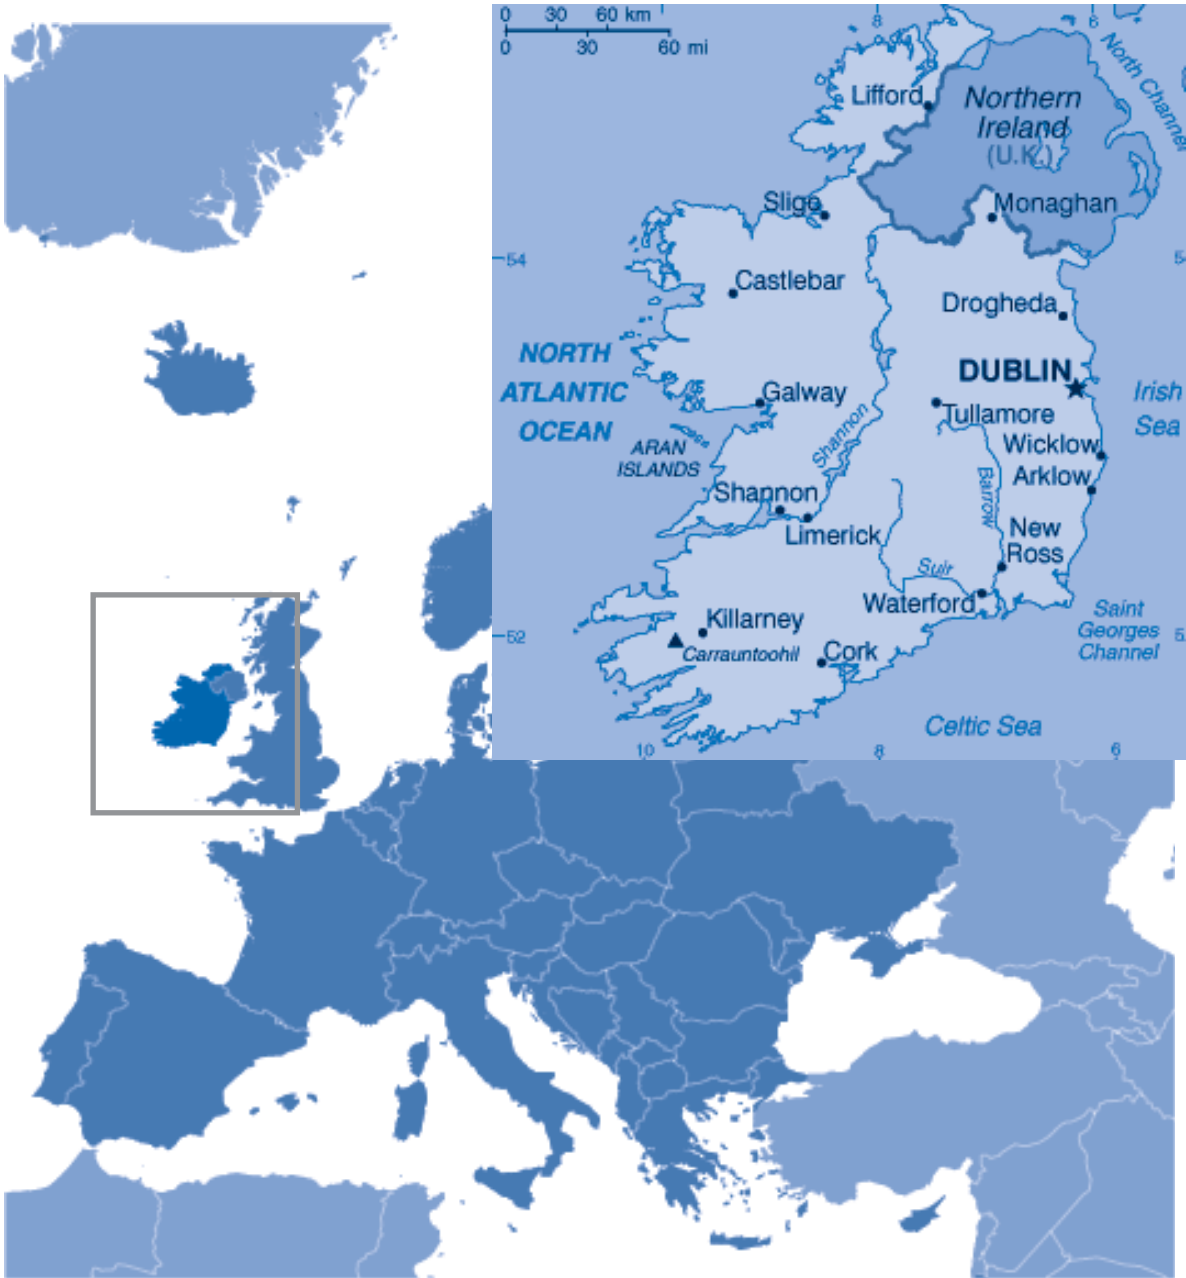 0 30 60 km
0 30 60 mi
8 6
North Channel
Lifford
Northern
Ireland
(U.K.)
Sligo
Monaghan
54 54
Castlebar
Drogheda
NORTH
ATLANTIC
OCEAN
DUBLIN
Irish
Sea
Galway
Tullamore
ARAN
ISLANDS
Shannon
Wicklow
Arklow
Barrow
Shannon
Limerick
New
Ross
Suir
Waterford
Saint
Georges
Channel
52
Killarney
Carrauntoohil
Cork
Celtic Sea
10 8 6